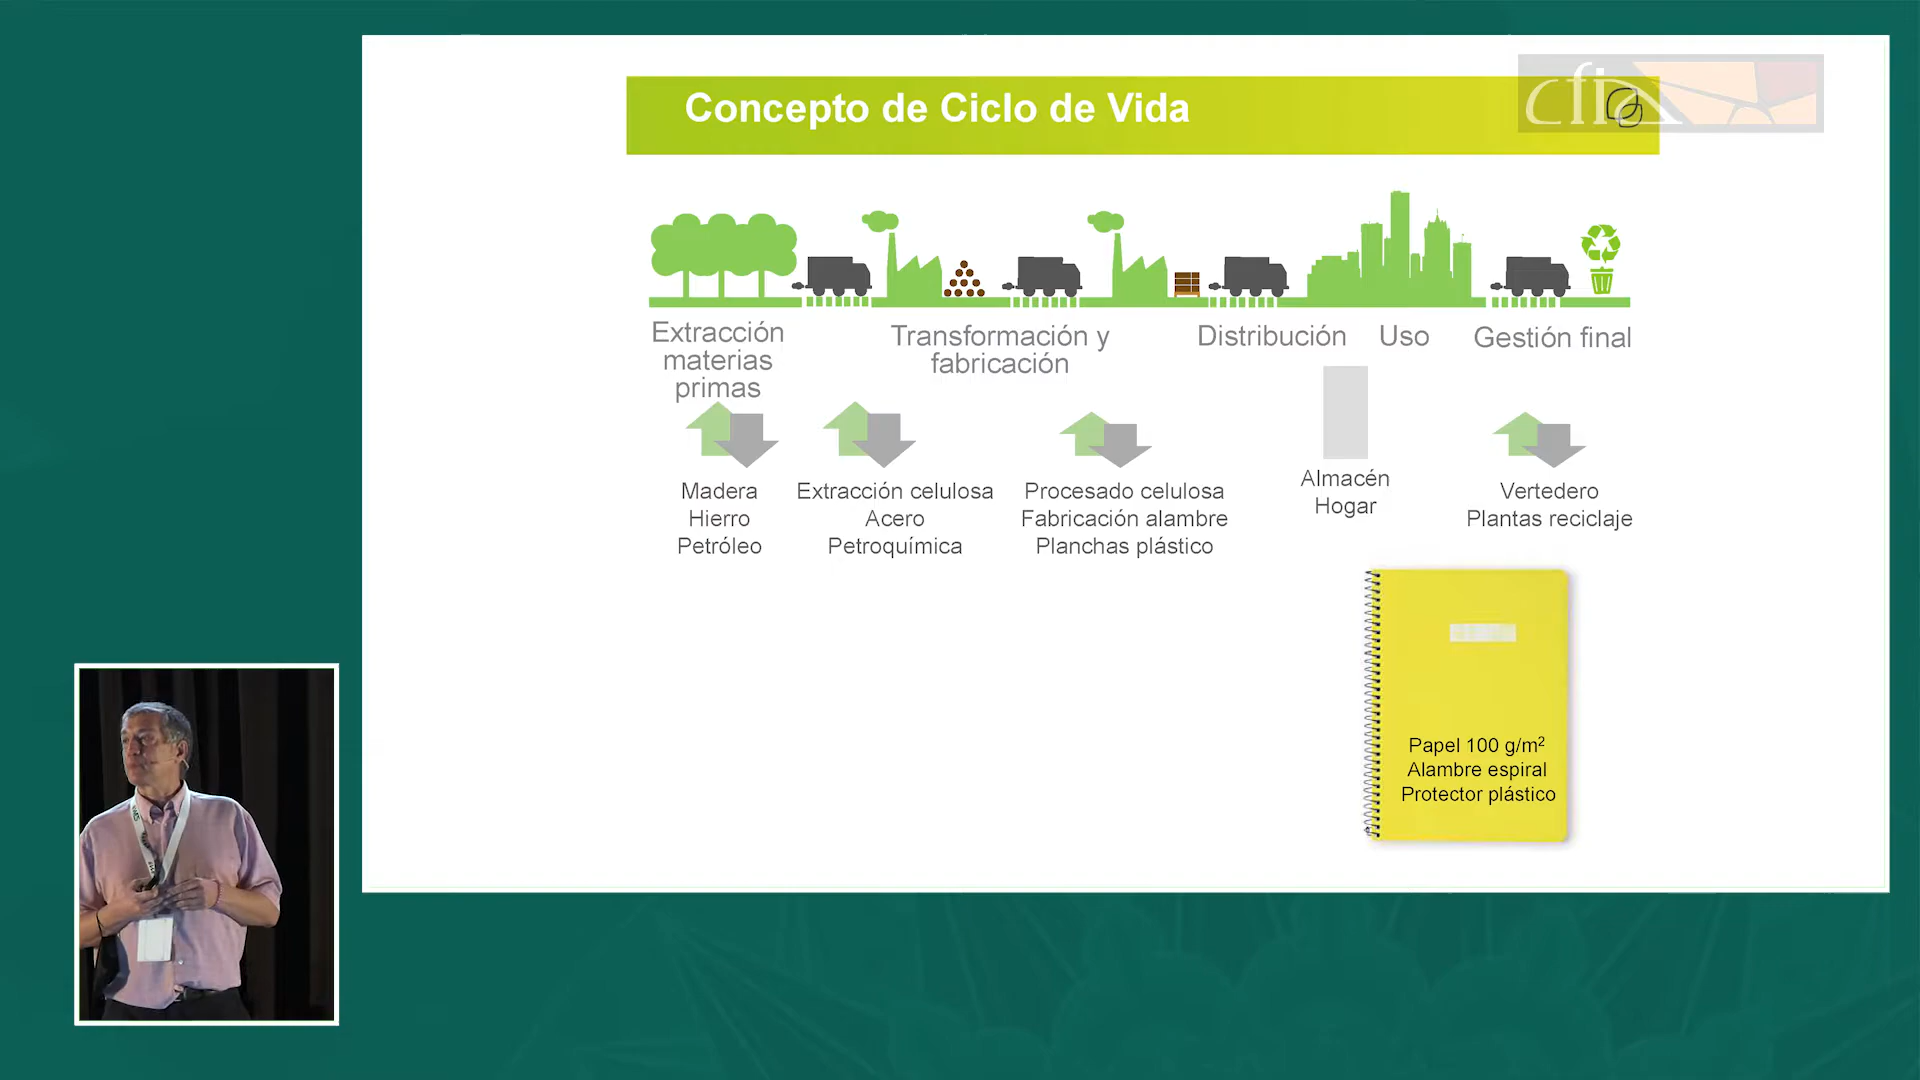 Concepto de Ciclo de Vida
cfia
Extracción
materias
primas
Transformación y
fabricación
Distribución
Uso
Gestión final
Madera
Hierro
Petróleo
Extracción celulosa
Acero
Petroquímica
Procesado celulosa
Fabricación alambre
Planchas plástico
Almacén
Hogar
Vertedero
Plantas reciclaje
Papel 100 g/m²
Alambre espiral
Protector plástico